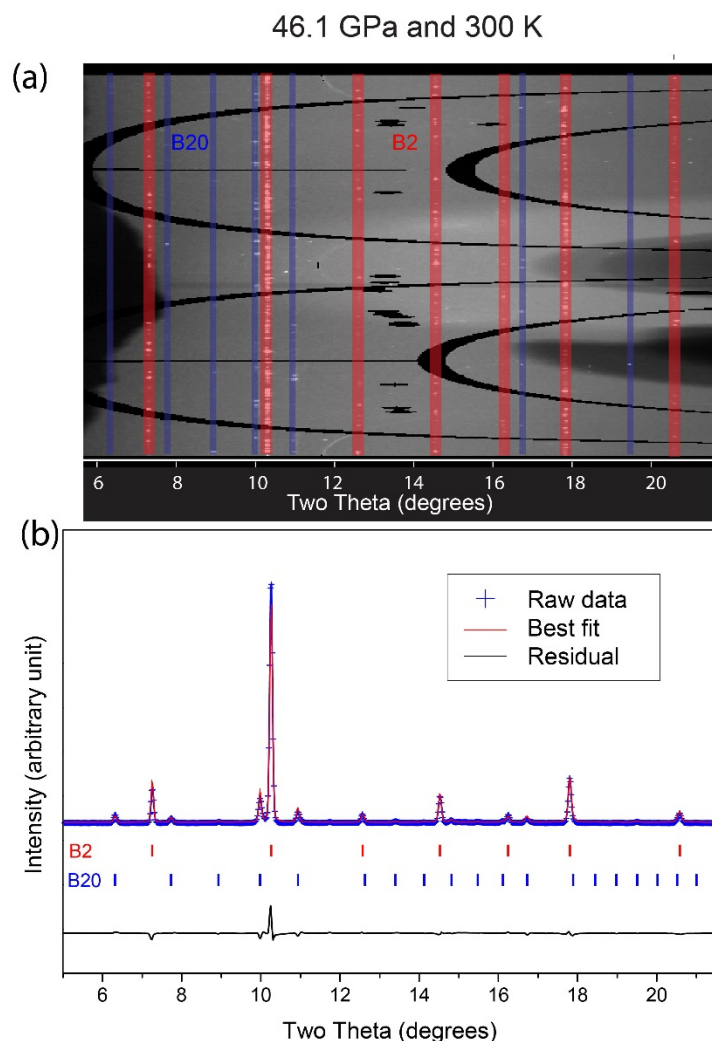 46.1 GPa and 300 K
(a)
B20 B2
6 8 10 12 14 16 18 20
Two Theta (degrees)
(b)
Raw data
Best fit
Residual
Intensity (arbitrary unit)
B2
B20
6 8 10 12 14 16 18 20
Two Theta (degrees)